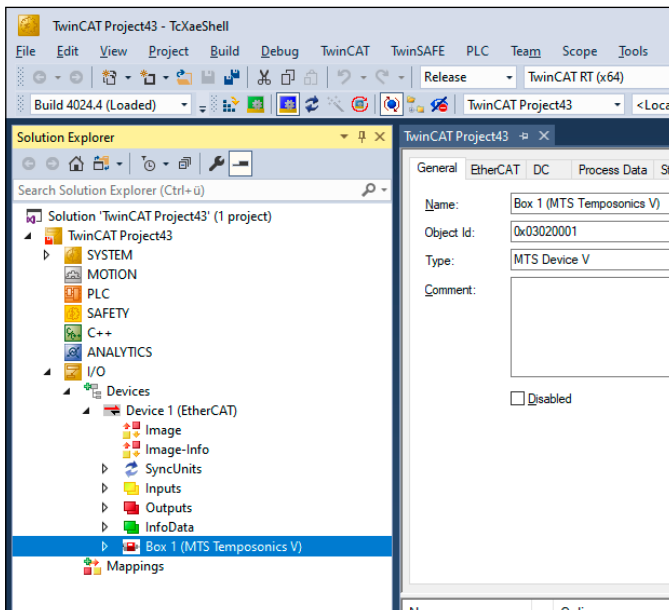 TwinCAT Project43 - TcXaeShell
File Edit View Project Build Debug TwinCAT TwinSAFE PLC Team Scope Tools
Release TwinCAT RT (x64)
Build 4024.4 (Loaded) TwinCAT Project43 <Loca
Solution Explorer
Search Solution Explorer (Ctrl+ü)
Solution 'TwinCAT Project43' (1 project)
TwinCAT Project43
SYSTEM
MOTION
PLC
SAFETY
C++
ANALYTICS
I/O
Devices
Device 1 (EtherCAT)
Image
Image-Info
SyncUnits
Inputs
Outputs
InfoData
Box 1 (MTS Temposonics V)
Mappings
TwinCAT Project43
General EtherCAT DC Process Data St
Name: Box 1 (MTS Temposonics V)
Object Id: 0x03020001
Type: MTS Device V
Comment:
Disabled